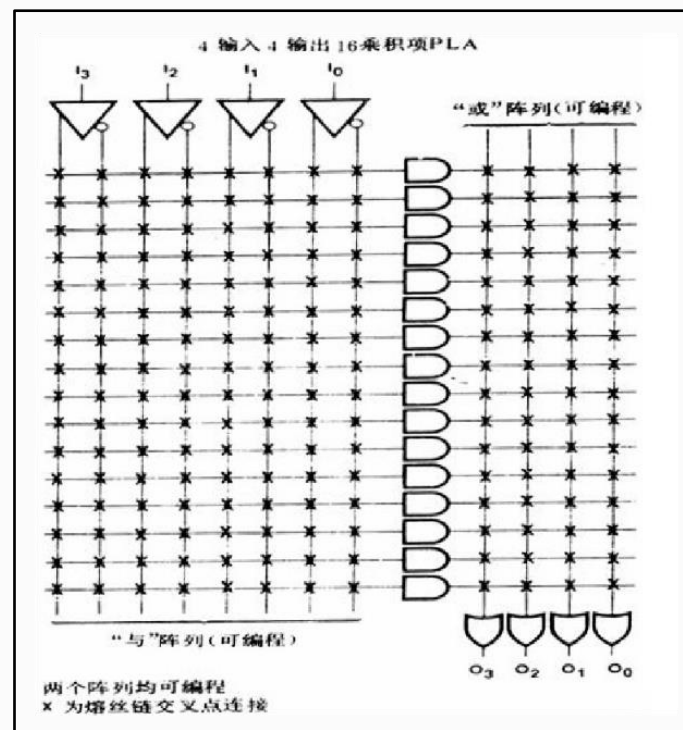 4 输入 4 输出 16乘积项PLA
I₃ I₂ I₁ I₀
“或”阵列(可编程)
“与”阵列(可编程)
O₃ O₂ O₁ O₀
两个阵列均可编程
× 为熔丝链交叉点连接